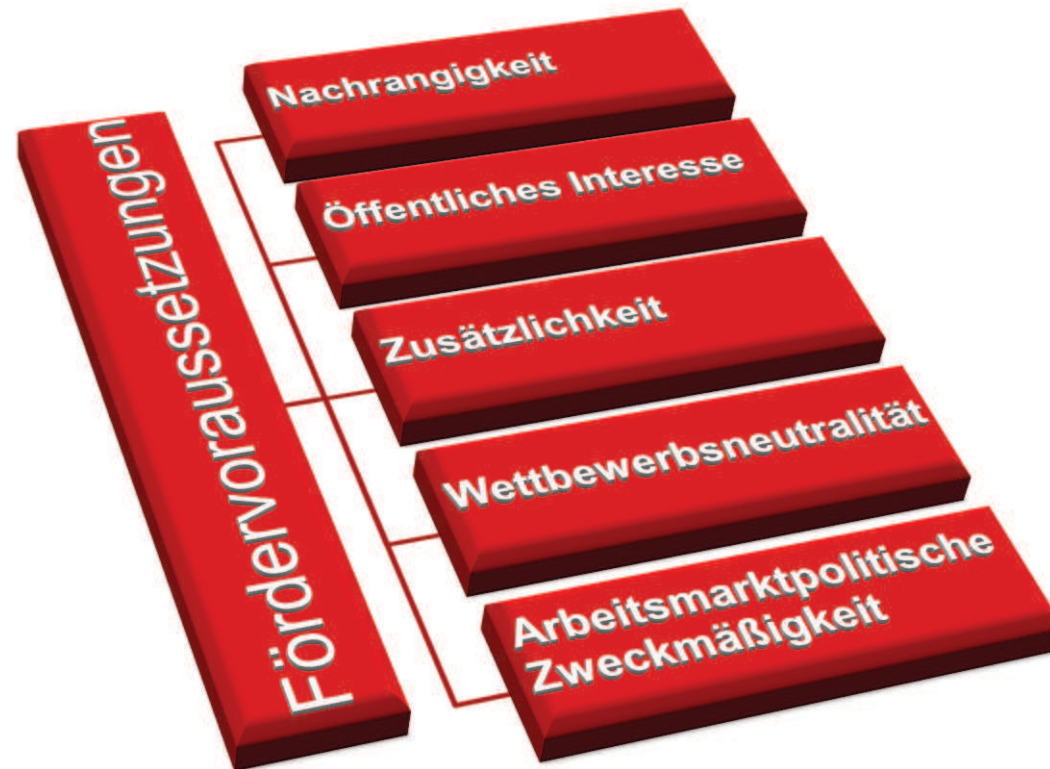 Fördervoraussetzungen
Nachrangigkeit
Öffentliches Interesse
Zusätzlichkeit
Wettbewerbsneutralität
Arbeitsmarktpolitische
Zweckmäßigkeit